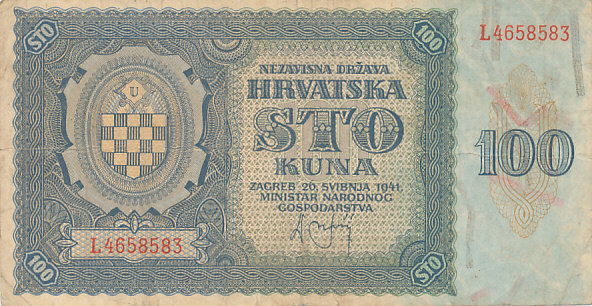 STO
100
L4658583
U
NEZAVISNA DRŽAVA
HRVATSKA
STO
KUNA
ZAGREB 26. SVIBNJA 1941.
MINISTAR NARODNOG
GOSPODARSTVA
100
L4658583
100
STO